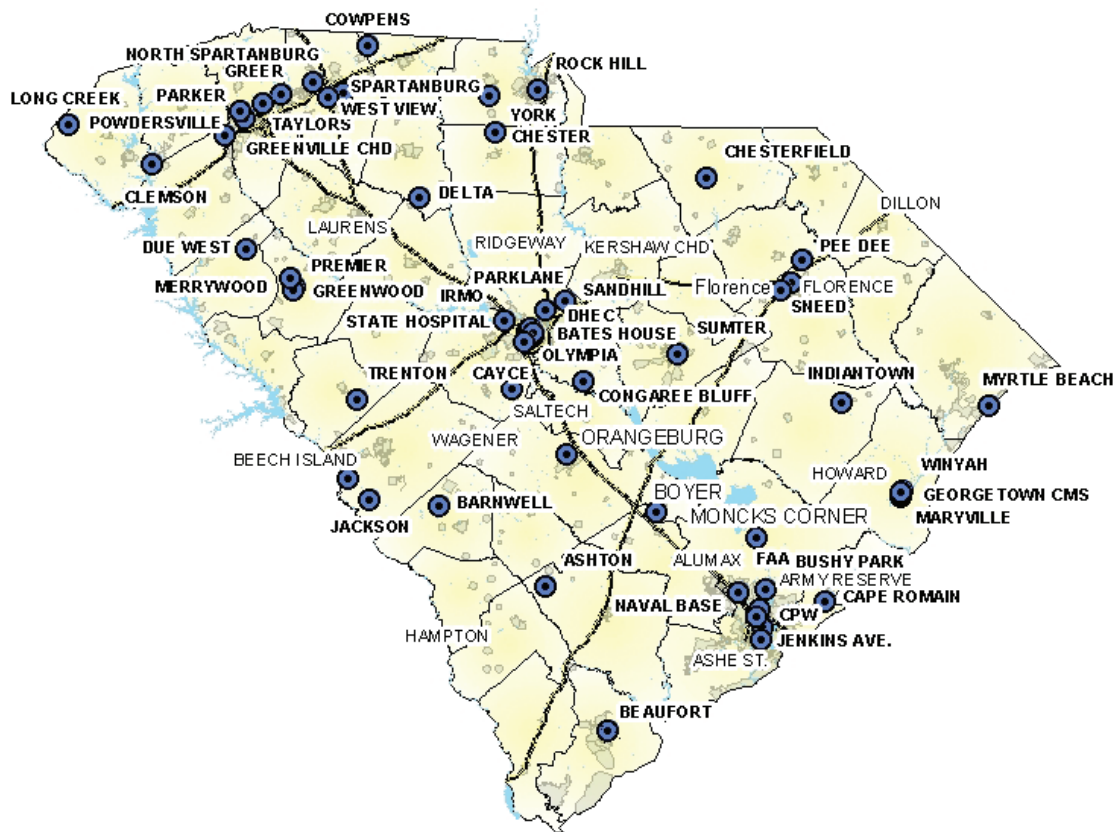 COWPENS
NORTH SPARTANBURG
GREER
ROCK HILL
LONG CREEK
PARKER
SPARTANBURG
WEST VIEW
YORK
POWDERSVILLE
TAYLORS
CHESTER
GREENVILLE CHD
CHESTERFIELD
CLEMSON
DELTA
DILLON
LAURENS
DUE WEST
RIDGEWAY
KERSHAW CHD
PEE DEE
PREMIER
PARKLANE
MERRYWOOD
GREENWOOD
SANDHILL
Florence
FLORENCE
IRMO
SNEED
STATE HOSPITAL
DHEC
BATES HOUSE
SUMTER
OLYMPIA
TRENTON
CAYCE
INDIANTOWN
MYRTLE BEACH
CONGAREE BLUFF
SALTECH
WAGENER
ORANGEBURG
BEECH ISLAND
HOWARD
WINYAH
BOYER
GEORGETOWN CMS
JACKSON
BARNWELL
MONCKS CORNER
MARYVILLE
ASHTON
ALUMAX
FAA
BUSHY PARK
ARMY RESERVE
NAVAL BASE
CAPE ROMAIN
CPW
HAMPTON
JENKINS AVE.
ASHE ST.
BEAUFORT